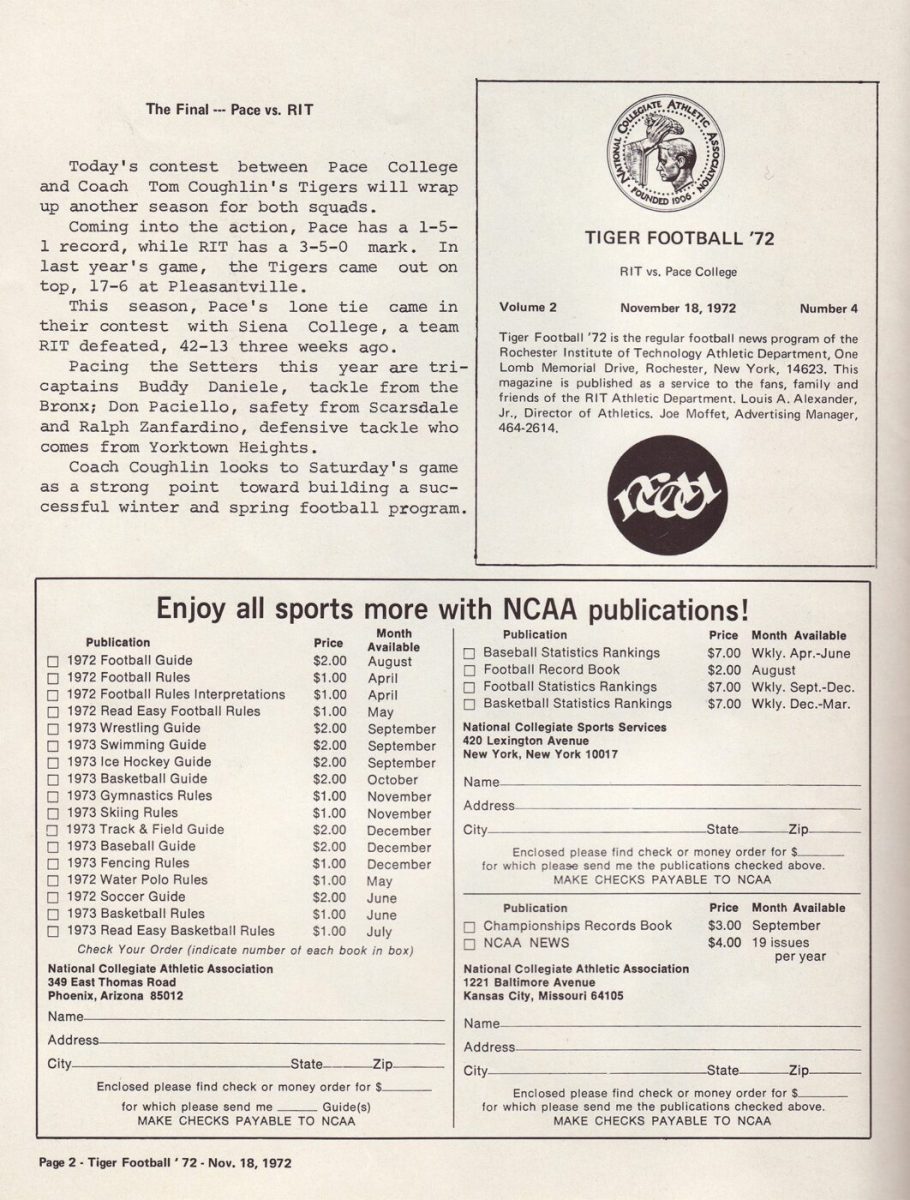 The Final --- Pace vs. RIT
Today's contest between Pace College
and Coach Tom Coughlin's Tigers will wrap
up another season for both squads.
Coming into the action, Pace has a 1-5-
1 record, while RIT has a 3-5-0 mark. In
last year's game, the Tigers came out on
top, 17-6 at Pleasantville.
This season, Pace's lone tie came in
their contest with Siena College, a team
RIT defeated, 42-13 three weeks ago.
Pacing the Setters this year are tri-
captains Buddy Daniele, tackle from the
Bronx; Don Paciello, safety from Scarsdale
and Ralph Zanfardino, defensive tackle who
comes from Yorktown Heights.
Coach Coughlin looks to Saturday's game
as a strong point toward building a suc-
cessful winter and spring football program.
NATIONAL COLLEGIATE ATHLETIC ASSOCIATION
· FOUNDED 1906 ·
TIGER FOOTBALL '72
RIT vs. Pace College
Volume 2 November 18, 1972 Number 4
Tiger Football '72 is the regular football news program of the
Rochester Institute of Technology Athletic Department, One
Lomb Memorial Drive, Rochester, New York, 14623. This
magazine is published as a service to the fans, family and
friends of the RIT Athletic Department. Louis A. Alexander,
Jr., Director of Athletics. Joe Moffet, Advertising Manager,
464-2614.
Enjoy all sports more with NCAA publications!
Publication Price Month Available
☐ 1972 Football Guide $2.00 August
☐ 1972 Football Rules $1.00 April
☐ 1972 Football Rules Interpretations $1.00 April
☐ 1972 Read Easy Football Rules $1.00 May
☐ 1973 Wrestling Guide $2.00 September
☐ 1973 Swimming Guide $2.00 September
☐ 1973 Ice Hockey Guide $2.00 September
☐ 1973 Basketball Guide $2.00 October
☐ 1973 Gymnastics Rules $1.00 November
☐ 1973 Skiing Rules $1.00 November
☐ 1973 Track & Field Guide $2.00 December
☐ 1973 Baseball Guide $2.00 December
☐ 1973 Fencing Rules $1.00 December
☐ 1972 Water Polo Rules $1.00 May
☐ 1972 Soccer Guide $2.00 June
☐ 1973 Basketball Rules $1.00 June
☐ 1973 Read Easy Basketball Rules $1.00 July
Check Your Order (indicate number of each book in box)
National Collegiate Athletic Association
349 East Thomas Road
Phoenix, Arizona 85012
Name
Address
City State Zip
Enclosed please find check or money order for $
for which please send me ______ Guide(s)
MAKE CHECKS PAYABLE TO NCAA
Publication Price Month Available
☐ Baseball Statistics Rankings $7.00 Wkly. Apr.-June
☐ Football Record Book $2.00 August
☐ Football Statistics Rankings $7.00 Wkly. Sept.-Dec.
☐ Basketball Statistics Rankings $7.00 Wkly. Dec.-Mar.
National Collegiate Sports Services
420 Lexington Avenue
New York, New York 10017
Name
Address
City State Zip
Enclosed please find check or money order for $
for which please send me the publications checked above.
MAKE CHECKS PAYABLE TO NCAA
Publication Price Month Available
☐ Championships Records Book $3.00 September
☐ NCAA NEWS $4.00 19 issues
per year
National Collegiate Athletic Association
1221 Baltimore Avenue
Kansas City, Missouri 64105
Name
Address
City State Zip
Enclosed please find check or money order for $
for which please send me the publications checked above.
MAKE CHECKS PAYABLE TO NCAA
Page 2 - Tiger Football ' 72 - Nov. 18, 1972